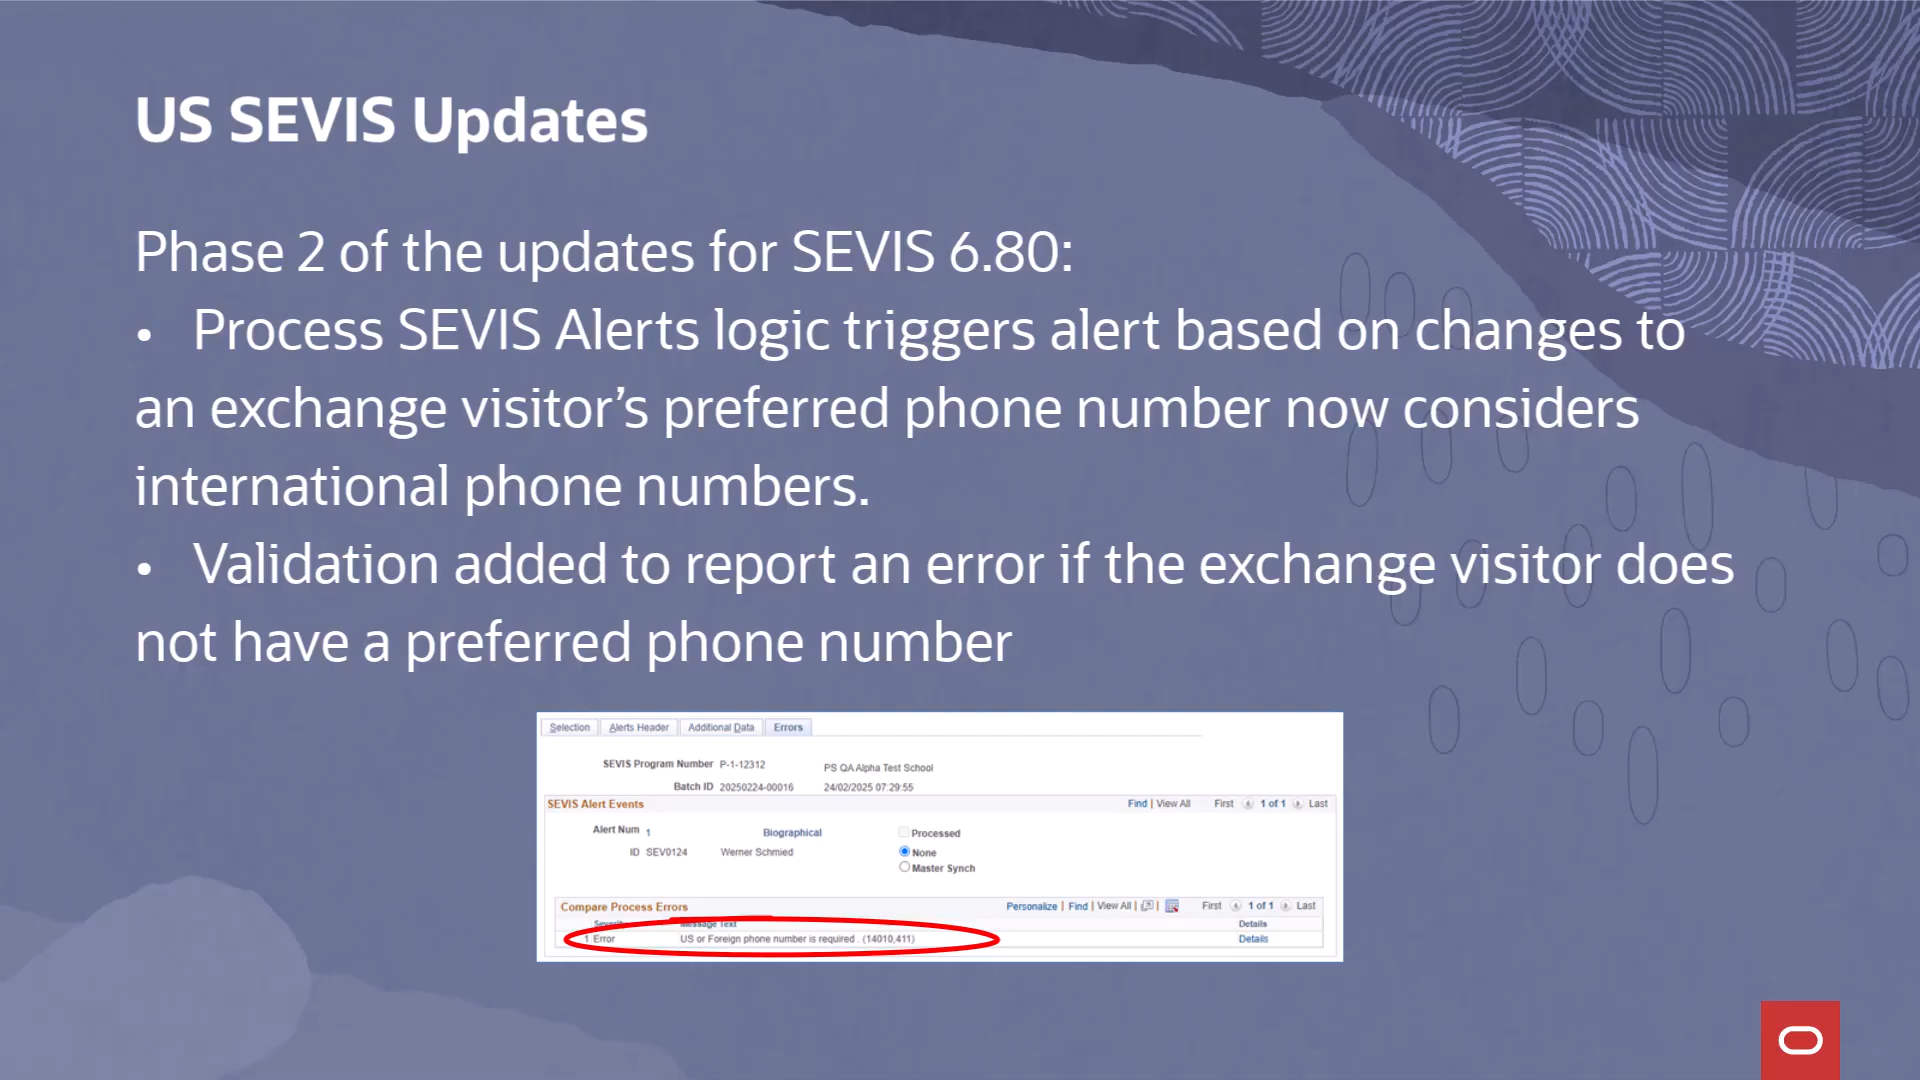 US SEVIS Updates
Phase 2 of the updates for SEVIS 6.80:
• Process SEVIS Alerts logic triggers alert based on changes to
an exchange visitor’s preferred phone number now considers
international phone numbers.
• Validation added to report an error if the exchange visitor does
not have a preferred phone number
Selection Alerts Header Additional Data Errors
SEVIS Program Number P-1-12312 PS QA Alpha Test School
Batch ID 20250224-00016 24/02/2025 07:29:55
SEVIS Alert Events Find | View All First 1 of 1 Last
Alert Num 1 Biographical Processed
ID SEV0124 Werner Schmied None
Master Synch
Compare Process Errors Personalize | Find | View All | | First 1 of 1 Last
Severity Message Text Details
1 Error US or Foreign phone number is required . (14010,411) Details